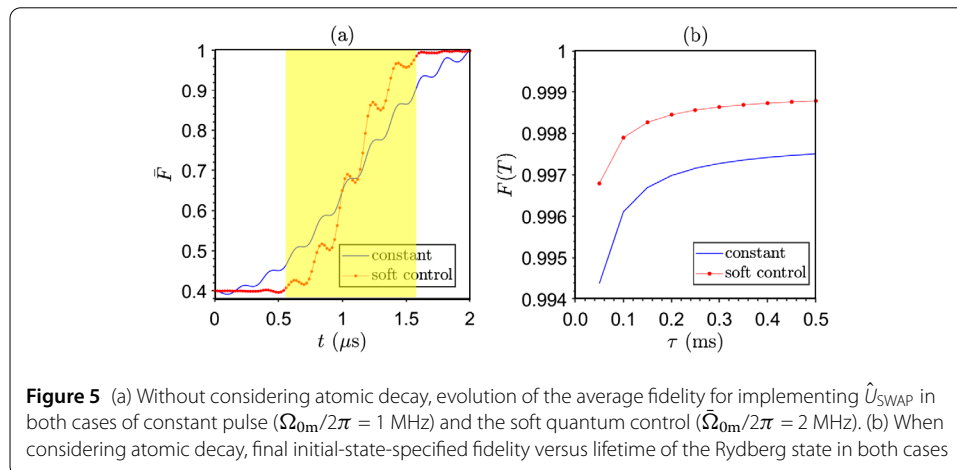 (a)
1
0.9
0.8
0.7
0.6
0.5
0.4
F̄
0
0.5
1
1.5
2
t (μs)
constant
soft control
(b)
1
0.999
0.998
0.997
0.996
0.995
0.994
F(T)
0.0
0.1
0.2
0.3
0.4
0.5
τ (ms)
constant
soft control
Figure 5 (a) Without considering atomic decay, evolution of the average fidelity for implementing Û_SWAP in
both cases of constant pulse (Ω₀ₘ/2π = 1 MHz) and the soft quantum control (Ω̄₀ₘ/2π = 2 MHz). (b) When
considering atomic decay, final initial-state-specified fidelity versus lifetime of the Rydberg state in both cases